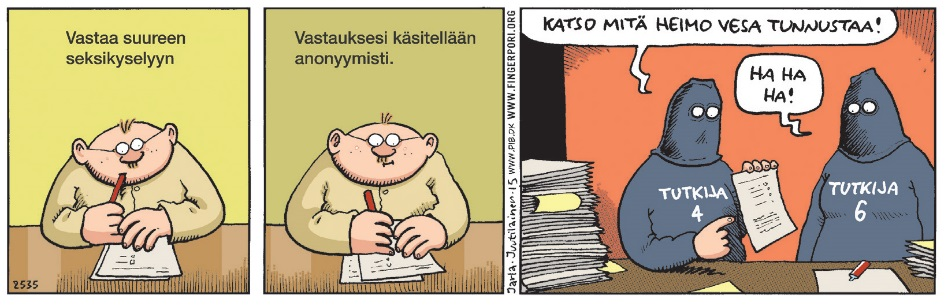 Vastaa suureen
seksikyselyyn
2535
Vastauksesi käsitellään
anonyymisti.
Jarla · Juutilainen · 15 WWW.PIB.DK WWW.FINGERPORI.ORG
KATSO MITÄ HEIMO VESA TUNNUSTAA!
HA HA
HA!
TUTKIJA
4
TUTKIJA
6